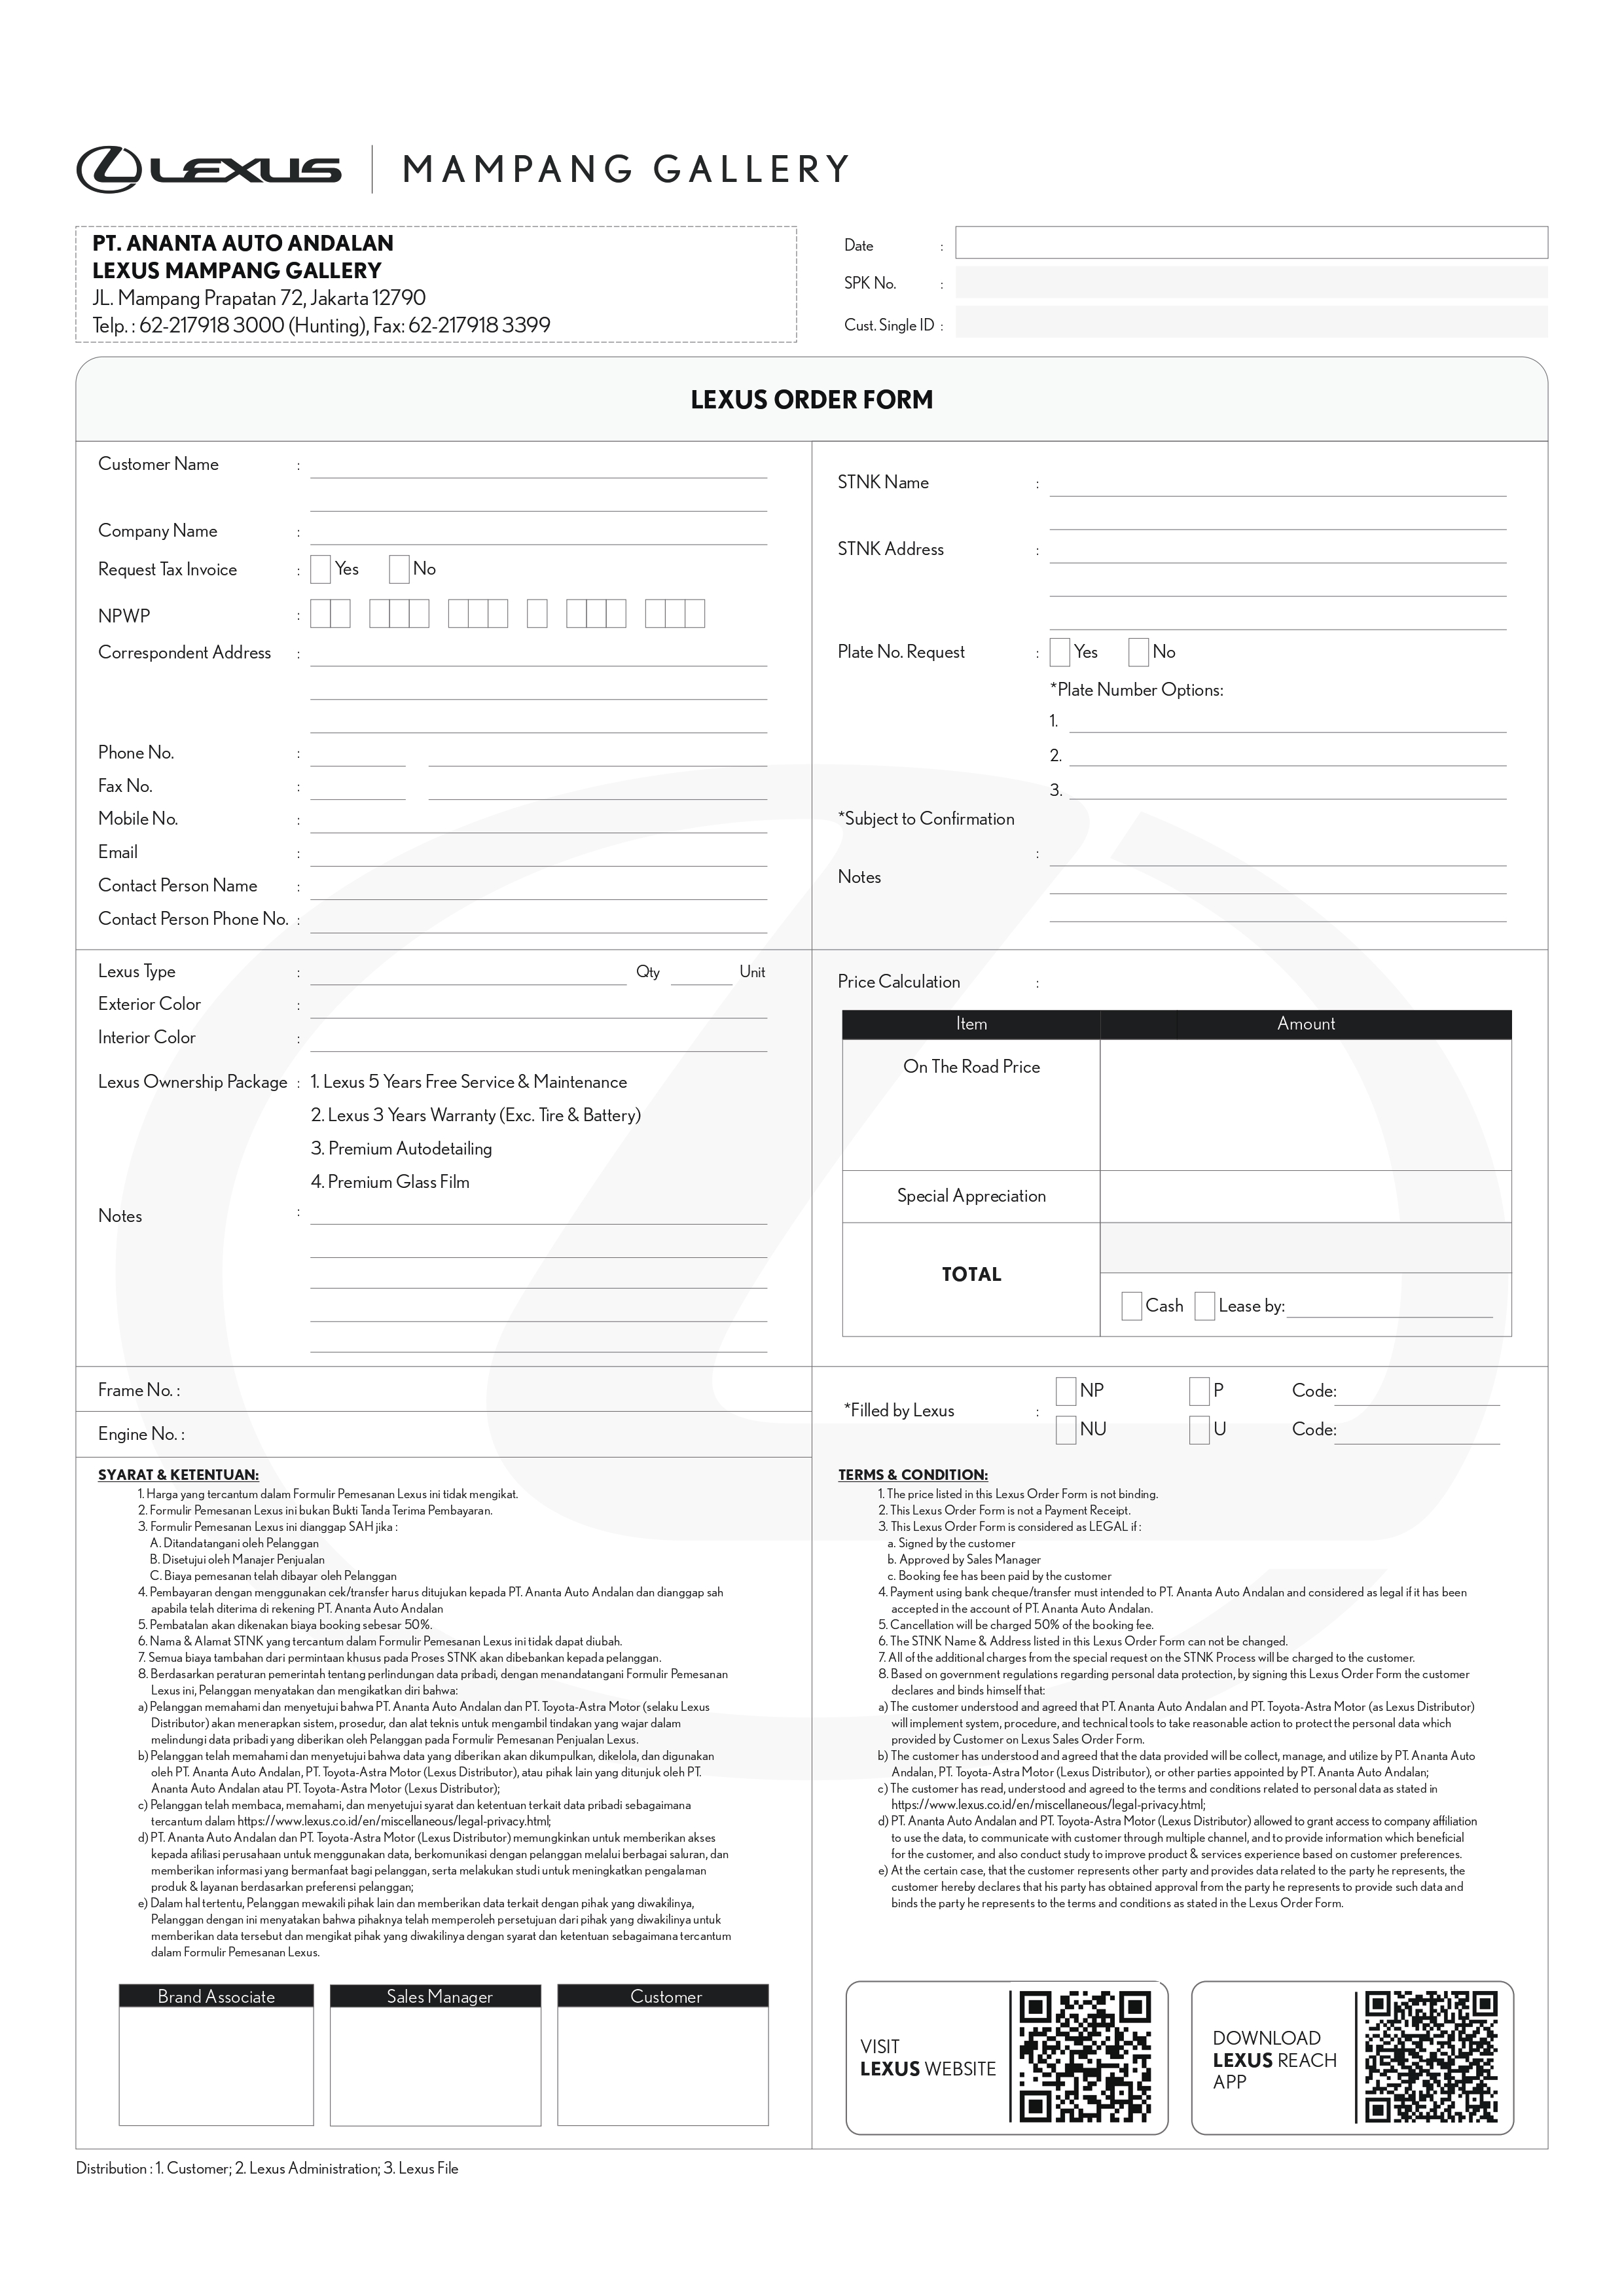 LEXUS | MAMPANG GALLERY
PT. ANANTA AUTO ANDALAN
LEXUS MAMPANG GALLERY
JL. Mampang Prapatan 72, Jakarta 12790
Telp. : 62-217918 3000 (Hunting), Fax: 62-217918 3399
Date :
SPK No. :
Cust. Single ID :
LEXUS ORDER FORM
Customer Name :
Company Name :
Request Tax Invoice : Yes No
NPWP :
Correspondent Address :
Phone No. :
Fax No. :
Mobile No. :
Email :
Contact Person Name :
Contact Person Phone No. :
STNK Name :
STNK Address :
Plate No. Request : Yes No
*Plate Number Options:
1.
2.
3.
*Subject to Confirmation
:
Notes
Lexus Type : Qty Unit
Exterior Color :
Interior Color :
Lexus Ownership Package : 1. Lexus 5 Years Free Service & Maintenance
2. Lexus 3 Years Warranty (Exc. Tire & Battery)
3. Premium Autodetailing
4. Premium Glass Film
Notes :
Price Calculation :
Item Amount
On The Road Price
Special Appreciation
TOTAL
Cash Lease by:
Frame No. :
Engine No. :
*Filled by Lexus :
NP P Code:
NU U Code:
SYARAT & KETENTUAN:
1. Harga yang tercantum dalam Formulir Pemesanan Lexus ini tidak mengikat.
2. Formulir Pemesanan Lexus ini bukan Bukti Tanda Terima Pembayaran.
3. Formulir Pemesanan Lexus ini dianggap SAH jika :
A. Ditandatangani oleh Pelanggan
B. Disetujui oleh Manajer Penjualan
C. Biaya pemesanan telah dibayar oleh Pelanggan
4. Pembayaran dengan menggunakan cek/transfer harus ditujukan kepada PT. Ananta Auto Andalan dan dianggap sah
apabila telah diterima di rekening PT. Ananta Auto Andalan
5. Pembatalan akan dikenakan biaya booking sebesar 50%.
6. Nama & Alamat STNK yang tercantum dalam Formulir Pemesanan Lexus ini tidak dapat diubah.
7. Semua biaya tambahan dari permintaan khusus pada Proses STNK akan dibebankan kepada pelanggan.
8. Berdasarkan peraturan pemerintah tentang perlindungan data pribadi, dengan menandatangani Formulir Pemesanan
Lexus ini, Pelanggan menyatakan dan mengikatkan diri bahwa:
a) Pelanggan memahami dan menyetujui bahwa PT. Ananta Auto Andalan dan PT. Toyota-Astra Motor (selaku Lexus
Distributor) akan menerapkan sistem, prosedur, dan alat teknis untuk mengambil tindakan yang wajar dalam
melindungi data pribadi yang diberikan oleh Pelanggan pada Formulir Pemesanan Penjualan Lexus.
b) Pelanggan telah memahami dan menyetujui bahwa data yang diberikan akan dikumpulkan, dikelola, dan digunakan
oleh PT. Ananta Auto Andalan, PT. Toyota-Astra Motor (Lexus Distributor), atau pihak lain yang ditunjuk oleh PT.
Ananta Auto Andalan atau PT. Toyota-Astra Motor (Lexus Distributor);
c) Pelanggan telah membaca, memahami, dan menyetujui syarat dan ketentuan terkait data pribadi sebagaimana
tercantum dalam https://www.lexus.co.id/en/miscellaneous/legal-privacy.html;
d) PT. Ananta Auto Andalan dan PT. Toyota-Astra Motor (Lexus Distributor) memungkinkan untuk memberikan akses
kepada afiliasi perusahaan untuk menggunakan data, berkomunikasi dengan pelanggan melalui berbagai saluran, dan
memberikan informasi yang bermanfaat bagi pelanggan, serta melakukan studi untuk meningkatkan pengalaman
produk & layanan berdasarkan preferensi pelanggan;
e) Dalam hal tertentu, Pelanggan mewakili pihak lain dan memberikan data terkait dengan pihak yang diwakilinya,
Pelanggan dengan ini menyatakan bahwa pihaknya telah memperoleh persetujuan dari pihak yang diwakilinya untuk
memberikan data tersebut dan mengikat pihak yang diwakilinya dengan syarat dan ketentuan sebagaimana tercantum
dalam Formulir Pemesanan Lexus.
TERMS & CONDITION:
1. The price listed in this Lexus Order Form is not binding.
2. This Lexus Order Form is not a Payment Receipt.
3. This Lexus Order Form is considered as LEGAL if :
a. Signed by the customer
b. Approved by Sales Manager
c. Booking fee has been paid by the customer
4. Payment using bank cheque/transfer must intended to PT. Ananta Auto Andalan and considered as legal if it has been
accepted in the account of PT. Ananta Auto Andalan.
5. Cancellation will be charged 50% of the booking fee.
6. The STNK Name & Address listed in this Lexus Order Form can not be changed.
7. All of the additional charges from the special request on the STNK Process will be charged to the customer.
8. Based on government regulations regarding personal data protection, by signing this Lexus Order Form the customer
declares and binds himself that:
a) The customer understood and agreed that PT. Ananta Auto Andalan and PT. Toyota-Astra Motor (as Lexus Distributor)
will implement system, procedure, and technical tools to take reasonable action to protect the personal data which
provided by Customer on Lexus Sales Order Form.
b) The customer has understood and agreed that the data provided will be collect, manage, and utilize by PT. Ananta Auto
Andalan, PT. Toyota-Astra Motor (Lexus Distributor), or other parties appointed by PT. Ananta Auto Andalan;
c) The customer has read, understood and agreed to the terms and conditions related to personal data as stated in
https://www.lexus.co.id/en/miscellaneous/legal-privacy.html;
d) PT. Ananta Auto Andalan and PT. Toyota-Astra Motor (Lexus Distributor) allowed to grant access to company affiliation
to use the data, to communicate with customer through multiple channel, and to provide information which beneficial
for the customer, and also conduct study to improve product & services experience based on customer preferences.
e) At the certain case, that the customer represents other party and provides data related to the party he represents, the
customer hereby declares that his party has obtained approval from the party he represents to provide such data and
binds the party he represents to the terms and conditions as stated in the Lexus Order Form.
Brand Associate
Sales Manager
Customer
VISIT
LEXUS WEBSITE
DOWNLOAD
LEXUS REACH
APP
Distribution : 1. Customer; 2. Lexus Administration; 3. Lexus File